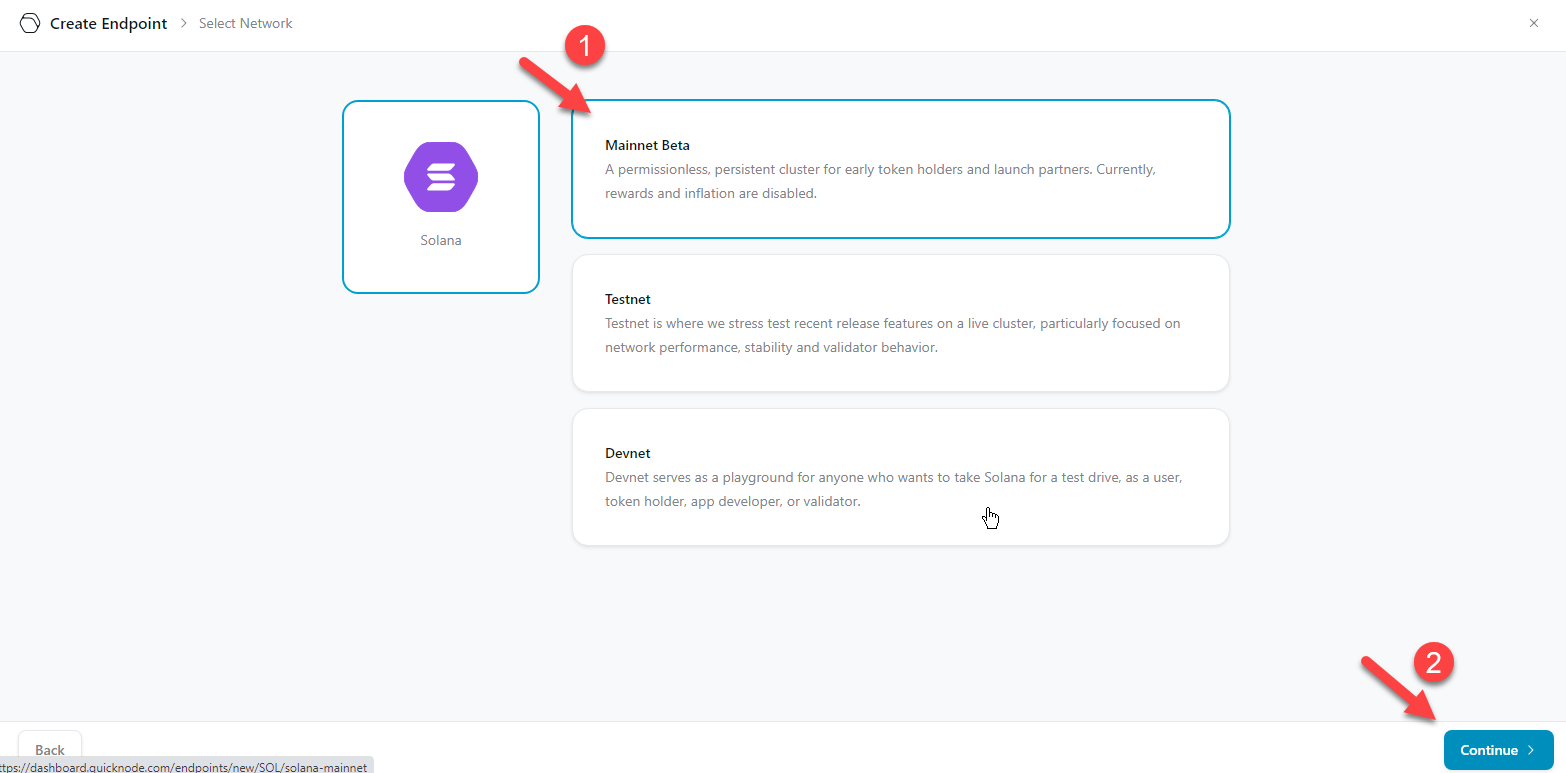 Create Endpoint > Select Network
1
Mainnet Beta
A permissionless, persistent cluster for early token holders and launch partners. Currently,
rewards and inflation are disabled.
Solana
Testnet
Testnet is where we stress test recent release features on a live cluster, particularly focused on
network performance, stability and validator behavior.
Devnet
Devnet serves as a playground for anyone who wants to take Solana for a test drive, as a user,
token holder, app developer, or validator.
2
Back
Continue >
ttps://dashboard.quicknode.com/endpoints/new/SOL/solana-mainnet